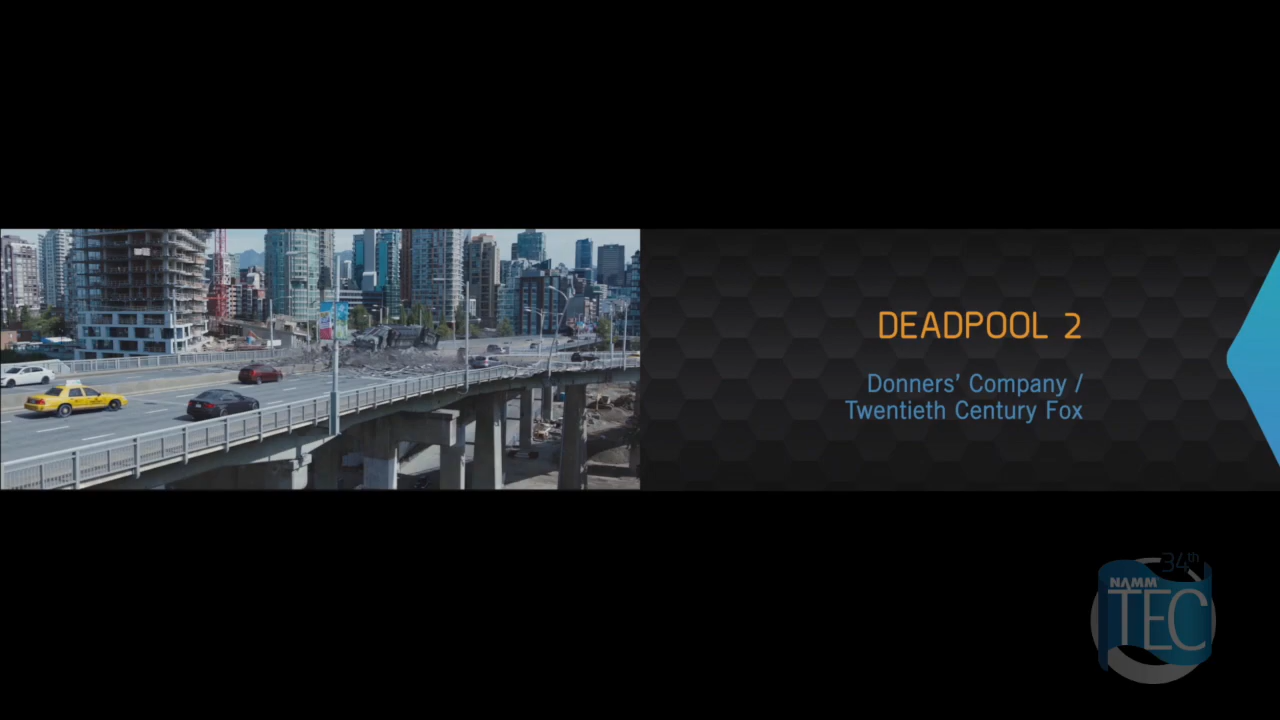 DEADPOOL 2
Donners' Company /
Twentieth Century Fox
34th
NAMM
TEC